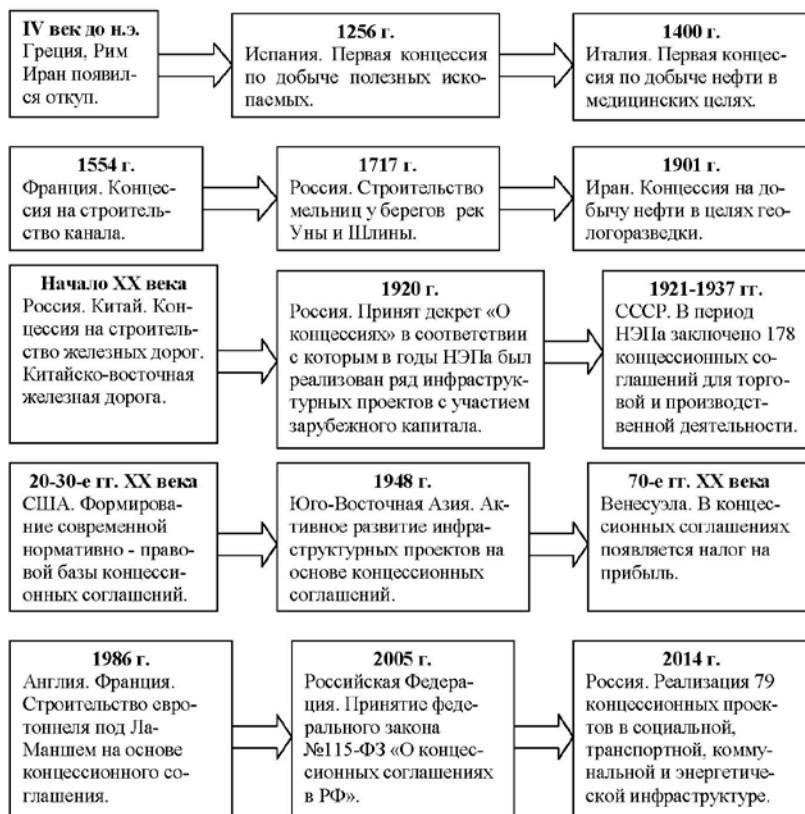 IV век до н.э.
Греция, Рим
Иран появил-
ся откуп.
1256 г.
Испания. Первая концессия
по добыче полезных иско-
паемых.
1400 г.
Италия. Первая концес-
сия по добыче нефти в
медицинских целях.
1554 г.
Франция. Концес-
сия на строитель-
ство канала.
1717 г.
Россия. Строительство
мельниц у берегов рек
Уны и Шлины.
1901 г.
Иран. Концессия на до-
бычу нефти в целях гео-
логоразведки.
Начало XX века
Россия. Китай. Кон-
цессия на строитель-
ство железных дорог.
Китайско-восточная
железная дорога.
1920 г.
Россия. Принят декрет «О
концессиях» в соответствии
с которым в годы НЭПа был
реализован ряд инфраструк-
турных проектов с участием
зарубежного капитала.
1921-1937 гг.
СССР. В период
НЭПа заключено 178
концессионных со-
глашений для торго-
вой и производст-
венной деятельности.
20-30-е гг. XX века
США. Формирова-
ние современной
нормативно - право-
вой базы концесси-
онных соглашений.
1948 г.
Юго-Восточная Азия. Ак-
тивное развитие инфра-
структурных проектов на
основе концессионных
соглашений.
70-е гг. XX века
Венесуэла. В концес-
сионных соглашениях
появляется налог на
прибыль.
1986 г.
Англия. Франция.
Строительство евро-
тоннеля под Ла-
Маншем на основе
концессионного со-
глашения.
2005 г.
Российская Федера-
ция. Принятие феде-
рального закона
№115-ФЗ «О концес-
сионных соглашениях
в РФ».
2014 г.
Россия. Реализация 79
концессионных проек-
тов в социальной,
транспортной, комму-
нальной и энергетиче-
ской инфраструктуре.